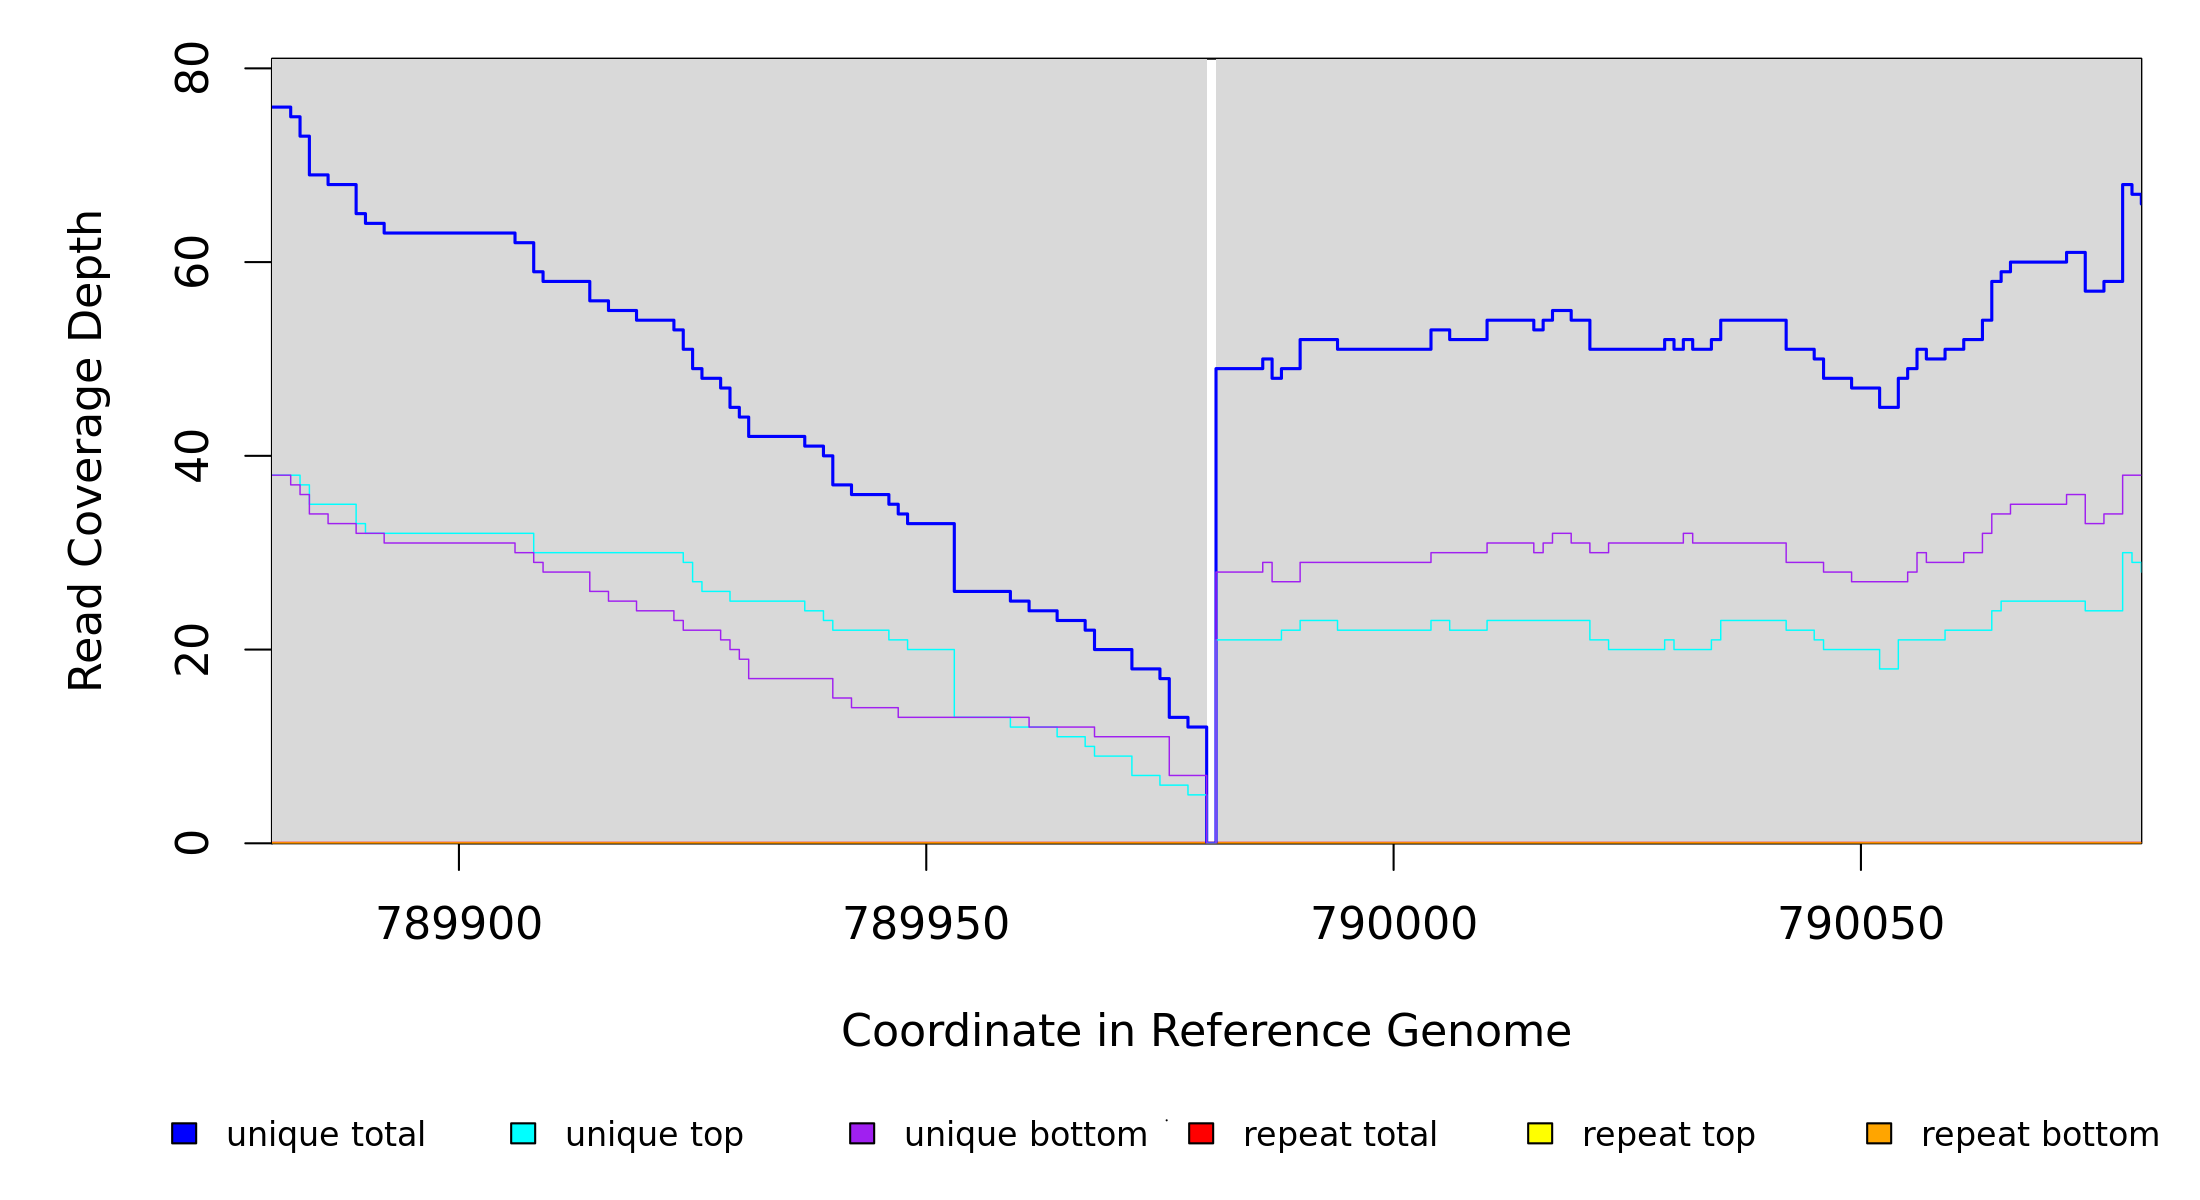 Read Coverage Depth
80
60
40
20
0
789900 789950 790000 790050
Coordinate in Reference Genome
unique total unique top unique bottom repeat total repeat top repeat bottom